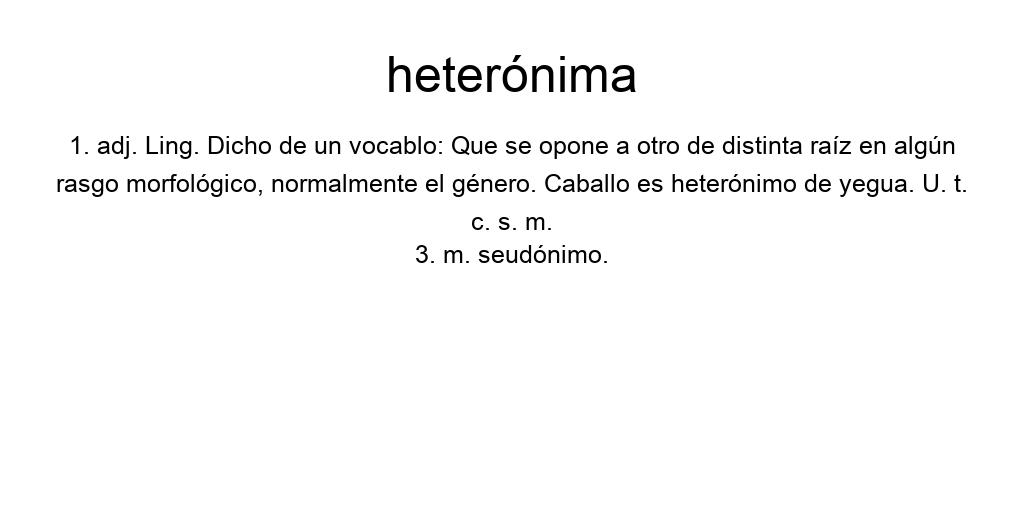 heterónima
1. adj. Ling. Dicho de un vocablo: Que se opone a otro de distinta raíz en algún
rasgo morfológico, normalmente el género. Caballo es heterónimo de yegua. U. t.
c. s. m.
3. m. seudónimo.